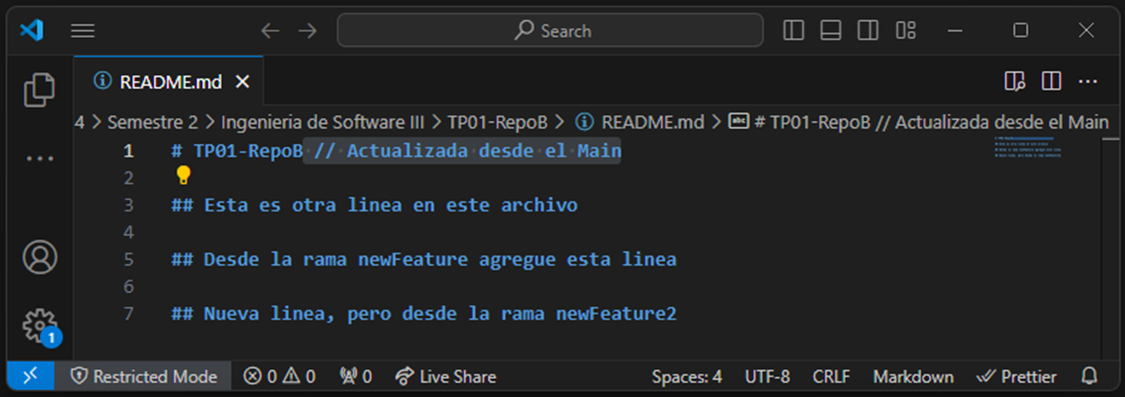 Search
README.md
4 > Semestre 2 > Ingenieria de Software III > TP01-RepoB > README.md > # TP01-RepoB // Actualizada desde el Main
1 # TP01-RepoB // Actualizada desde el Main
2
3 ## Esta es otra linea en este archivo
4
5 ## Desde la rama newFeature agregue esta linea
6
7 ## Nueva linea, pero desde la rama newFeature2
1
Restricted Mode 0 0 0 Live Share Spaces: 4 UTF-8 CRLF Markdown Prettier